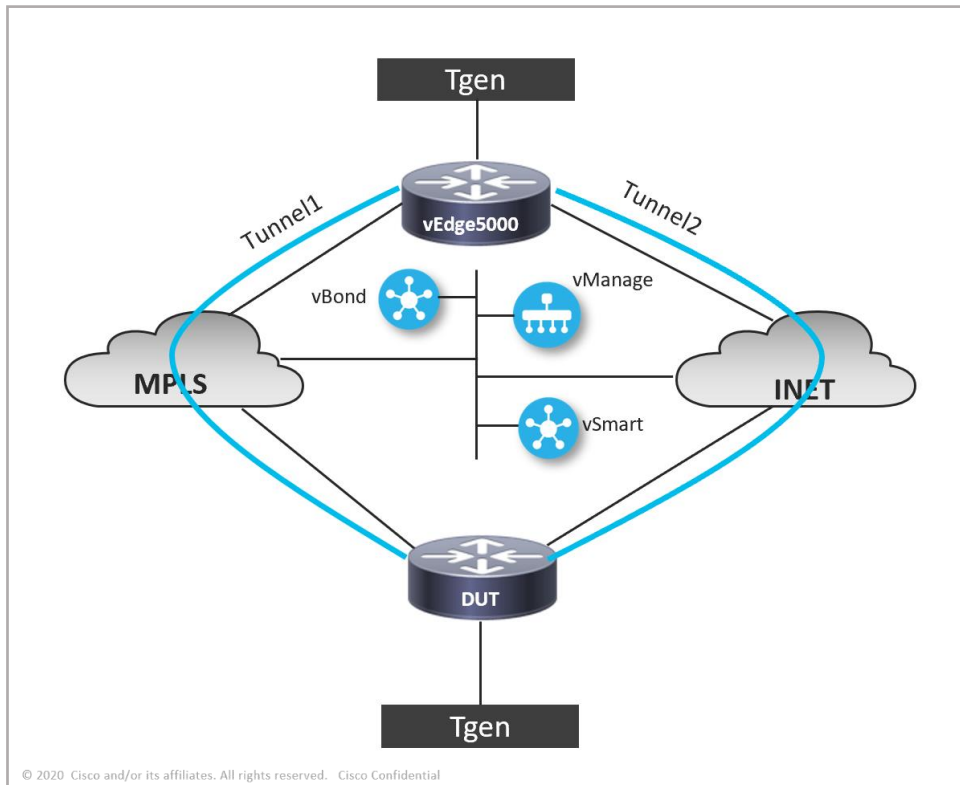 Tgen
vEdge5000
Tunnel1
Tunnel2
vBond
vManage
MPLS
INET
vSmart
DUT
Tgen
© 2020 Cisco and/or its affiliates. All rights reserved. Cisco Confidential